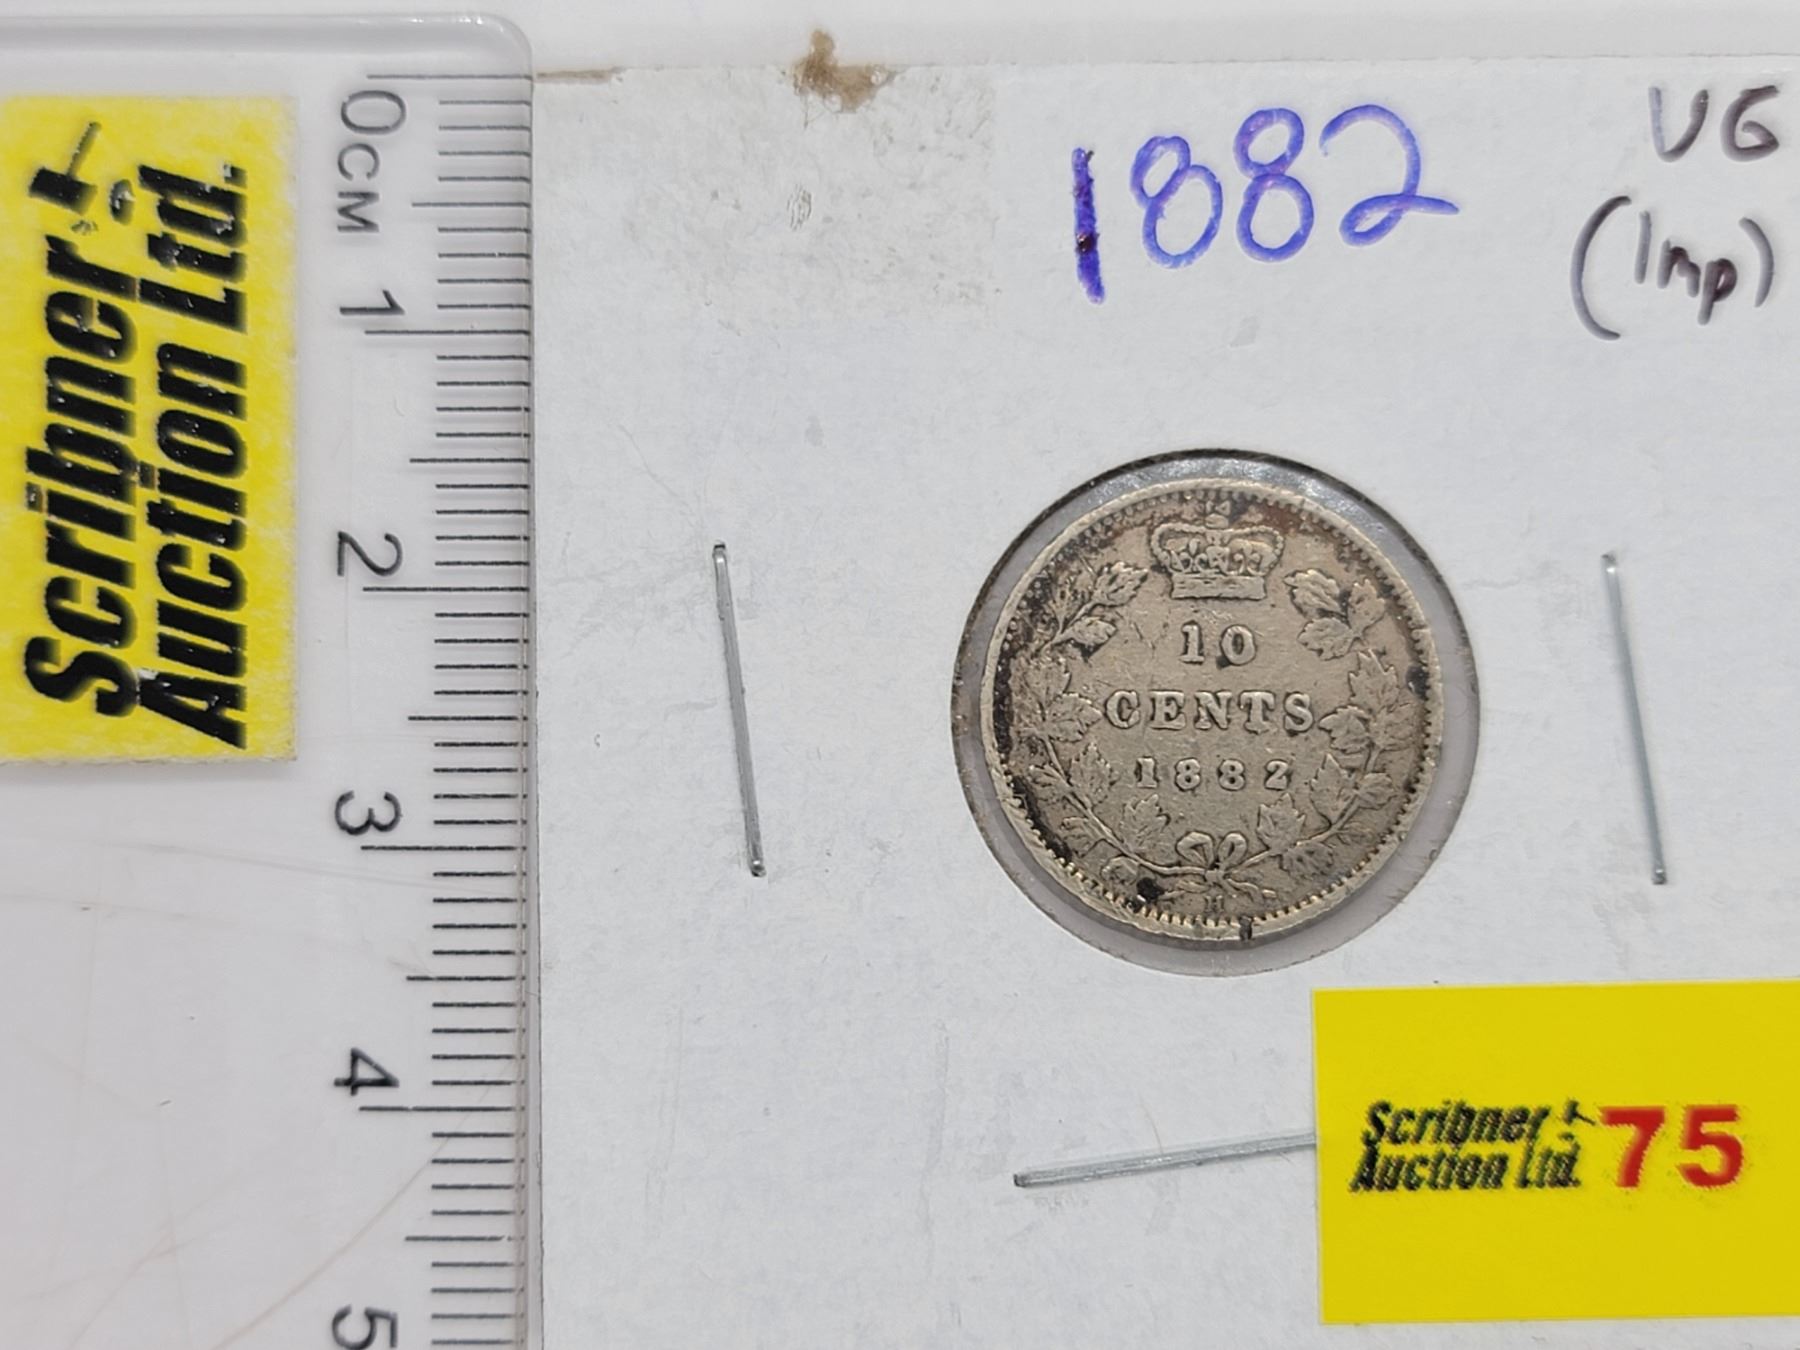 Scribner
Auction Ltd.
0CM 1 2 3 4 5
1882
VG
(Imp)
10
CENTS
1882
H
Scribner
Auction Ltd.
75